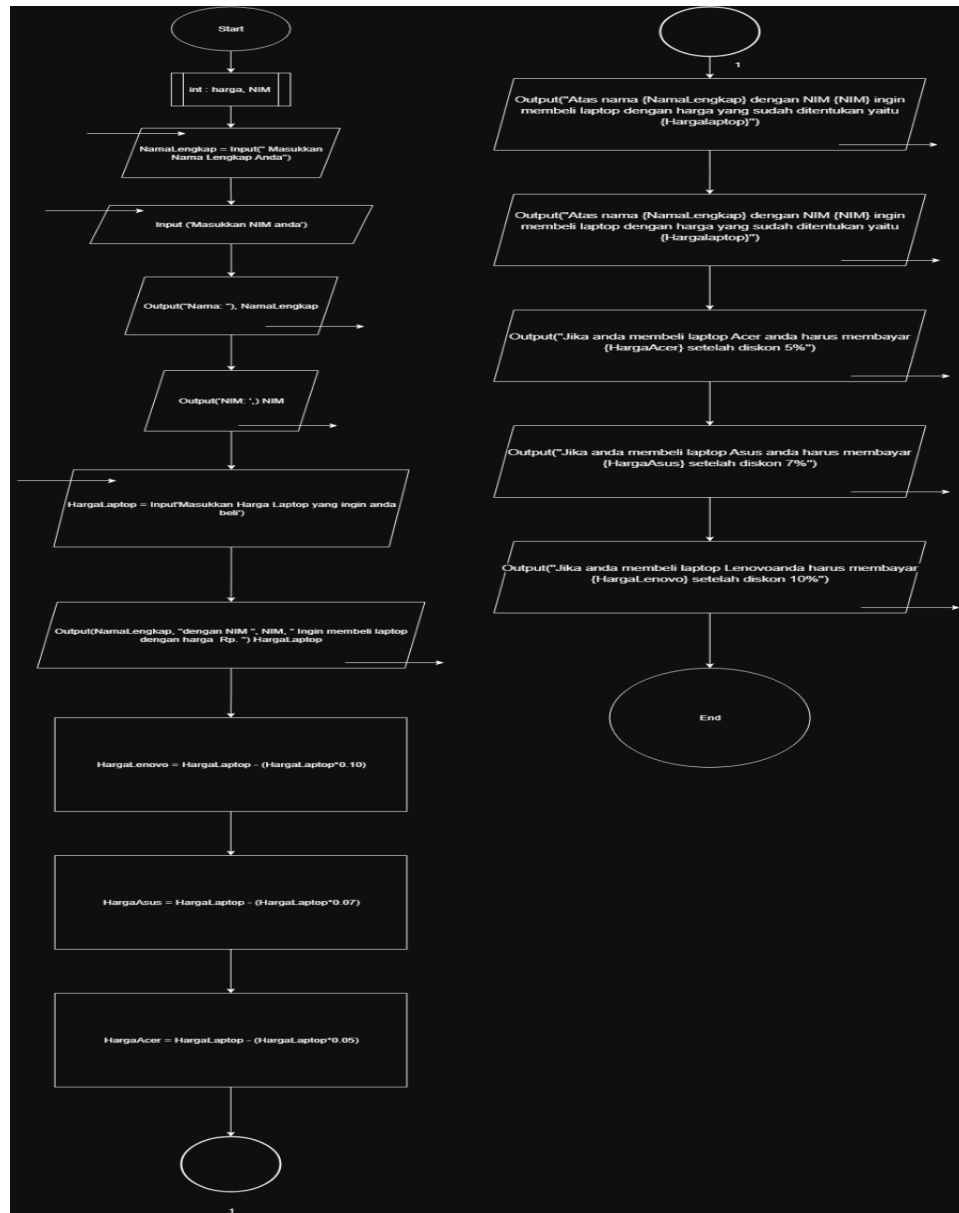 Start
int : harga, NIM
NamaLengkap = Input(" Masukkan
Nama Lengkap Anda")
Input ('Masukkan NIM anda')
Output("Nama: "), NamaLengkap
Output('NIM: ',) NIM
HargaLaptop = Input'Masukkan Harga Laptop yang ingin anda
beli')
Output(NamaLengkap, "dengan NIM ", NIM, " Ingin membeli laptop
dengan harga  Rp. ") HargaLaptop
HargaLenovo = HargaLaptop - (HargaLaptop*0.10)
HargaAsus = HargaLaptop - (HargaLaptop*0.07)
HargaAcer = HargaLaptop - (HargaLaptop*0.05)
1
1
Output("Atas nama {NamaLengkap} dengan NIM {NIM} ingin
membeli laptop dengan harga yang sudah ditentukan yaitu
{Hargalaptop}")
Output("Atas nama {NamaLengkap} dengan NIM {NIM} ingin
membeli laptop dengan harga yang sudah ditentukan yaitu
{Hargalaptop}")
Output("Jika anda membeli laptop Acer anda harus membayar
{HargaAcer} setelah diskon 5%")
Output("Jika anda membeli laptop Asus anda harus membayar
{HargaAsus} setelah diskon 7%")
Output("Jika anda membeli laptop Lenovoanda harus membayar
{HargaLenovo} setelah diskon 10%")
End